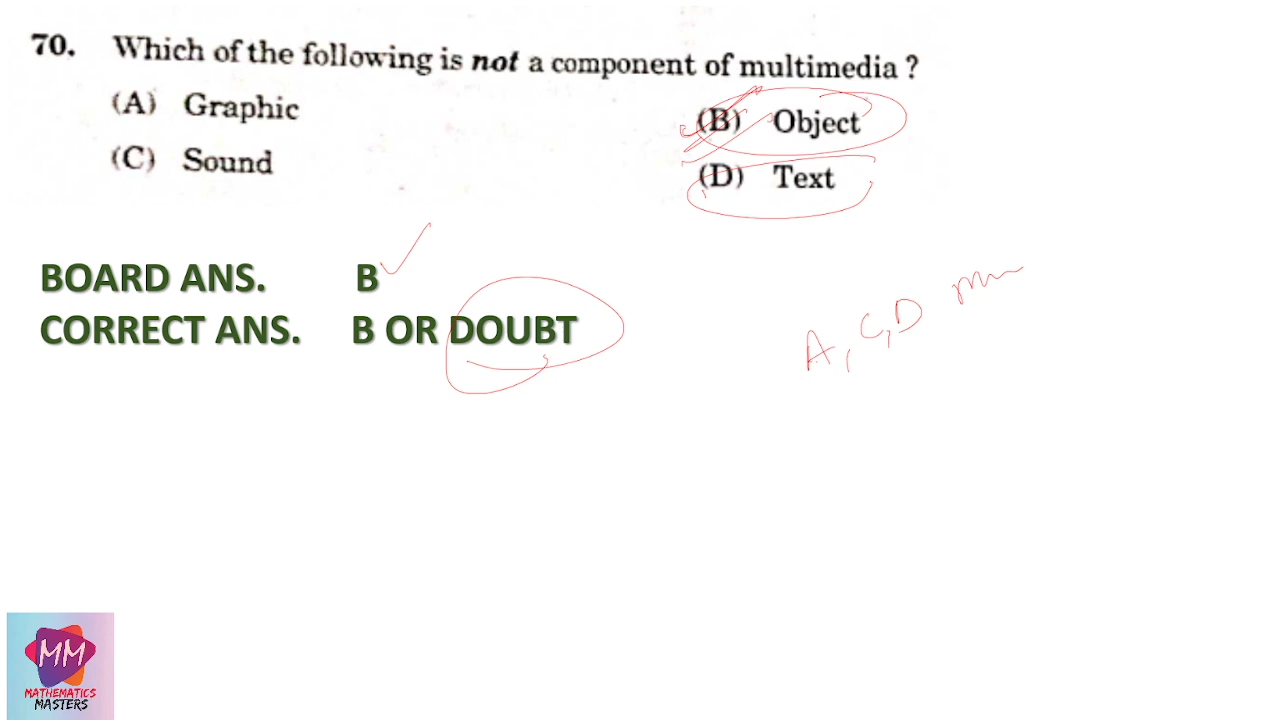 70. Which of the following is not a component of multimedia ?
(A) Graphic (B) Object
(C) Sound (D) Text
BOARD ANS. B
CORRECT ANS. B OR DOUBT
A, C, D
MM
MATHEMATICS
MASTERS